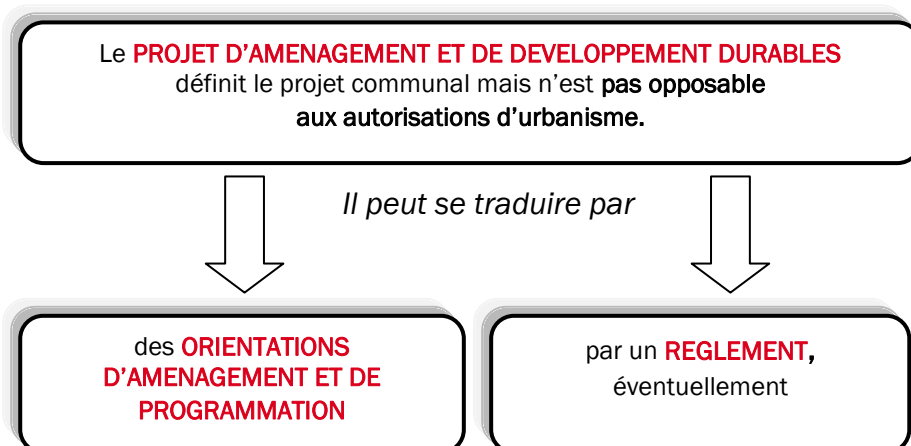 Le PROJET D’AMENAGEMENT ET DE DEVELOPPEMENT DURABLES
définit le projet communal mais n’est pas opposable
aux autorisations d’urbanisme.
Il peut se traduire par
des ORIENTATIONS
D’AMENAGEMENT ET DE
PROGRAMMATION
par un REGLEMENT,
éventuellement